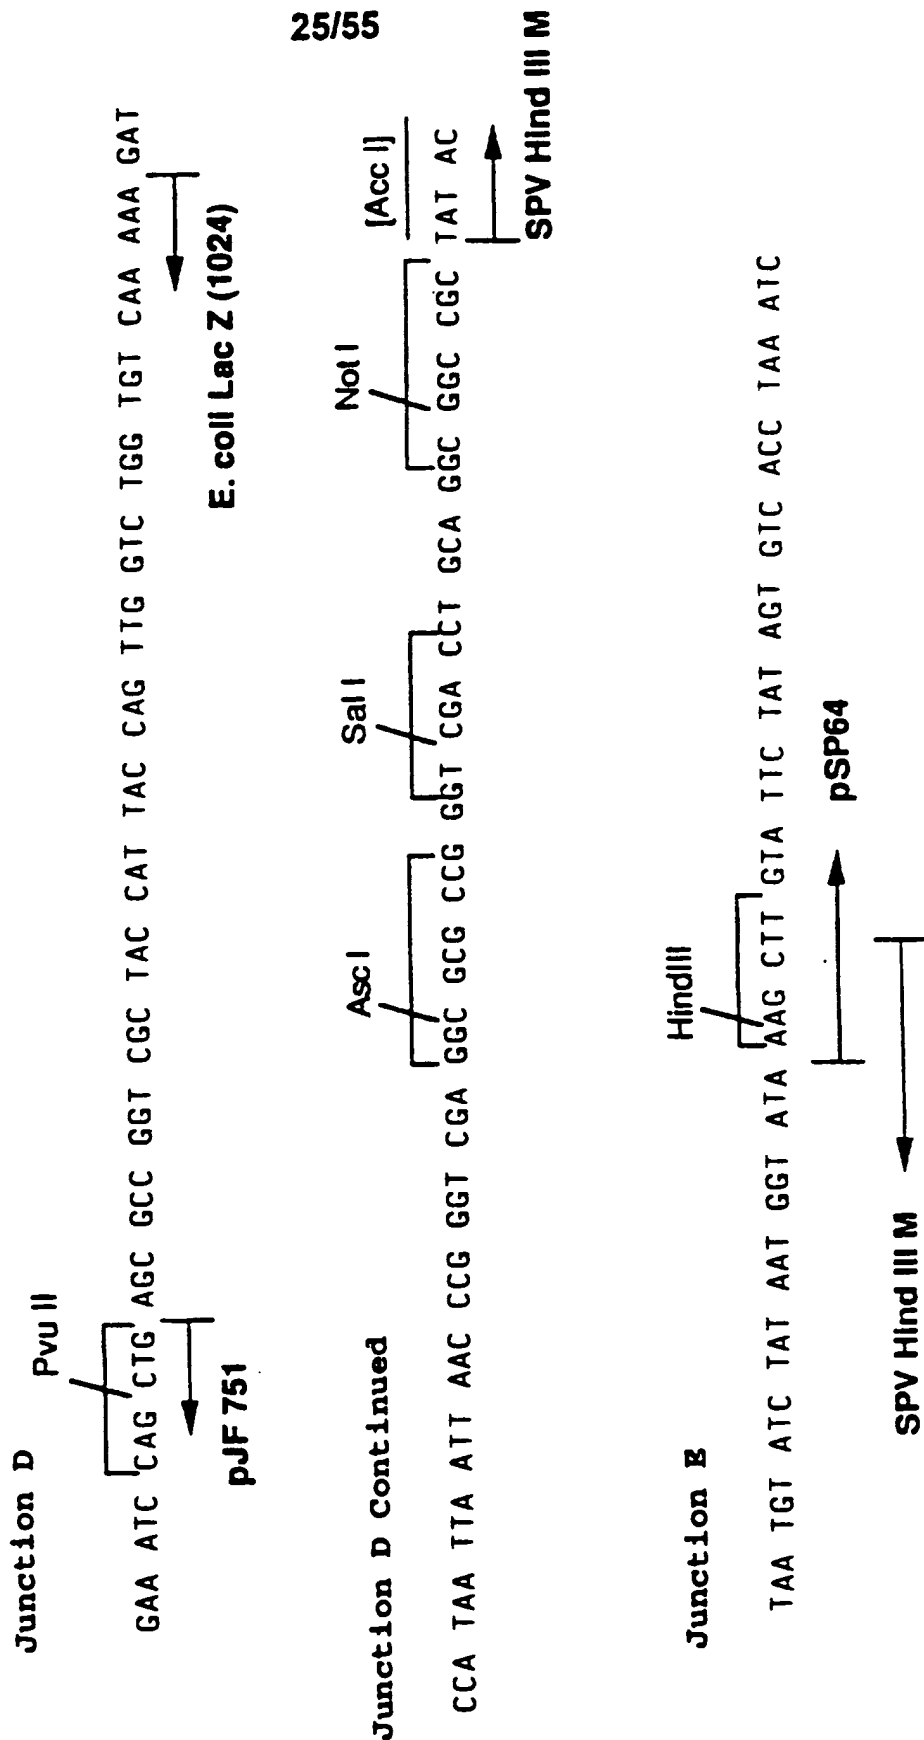 25/55
Junction D
Pvu II
GAA ATC CAG CTG AGC GCC GGT CGC TAC CAT TAC CAG TTG GTC TGG TGT CAA AAA GAT
pJF 751
E. coli Lac Z (1024)
Junction D Continued
Asc I
Sal I
Not I
[Acc I]
CCA TAA TTA ATT AAC CCG GGT CGA GGC GCG CCG GGT CGA CCT GCA GGC GGC CGC TAT AC
SPV Hind III M
Junction E
HindIII
TAA TGT ATC TAT AAT GGT ATA AAG CTT GTA TTC TAT AGT GTC ACC TAA ATC
pSP64
SPV Hind III M